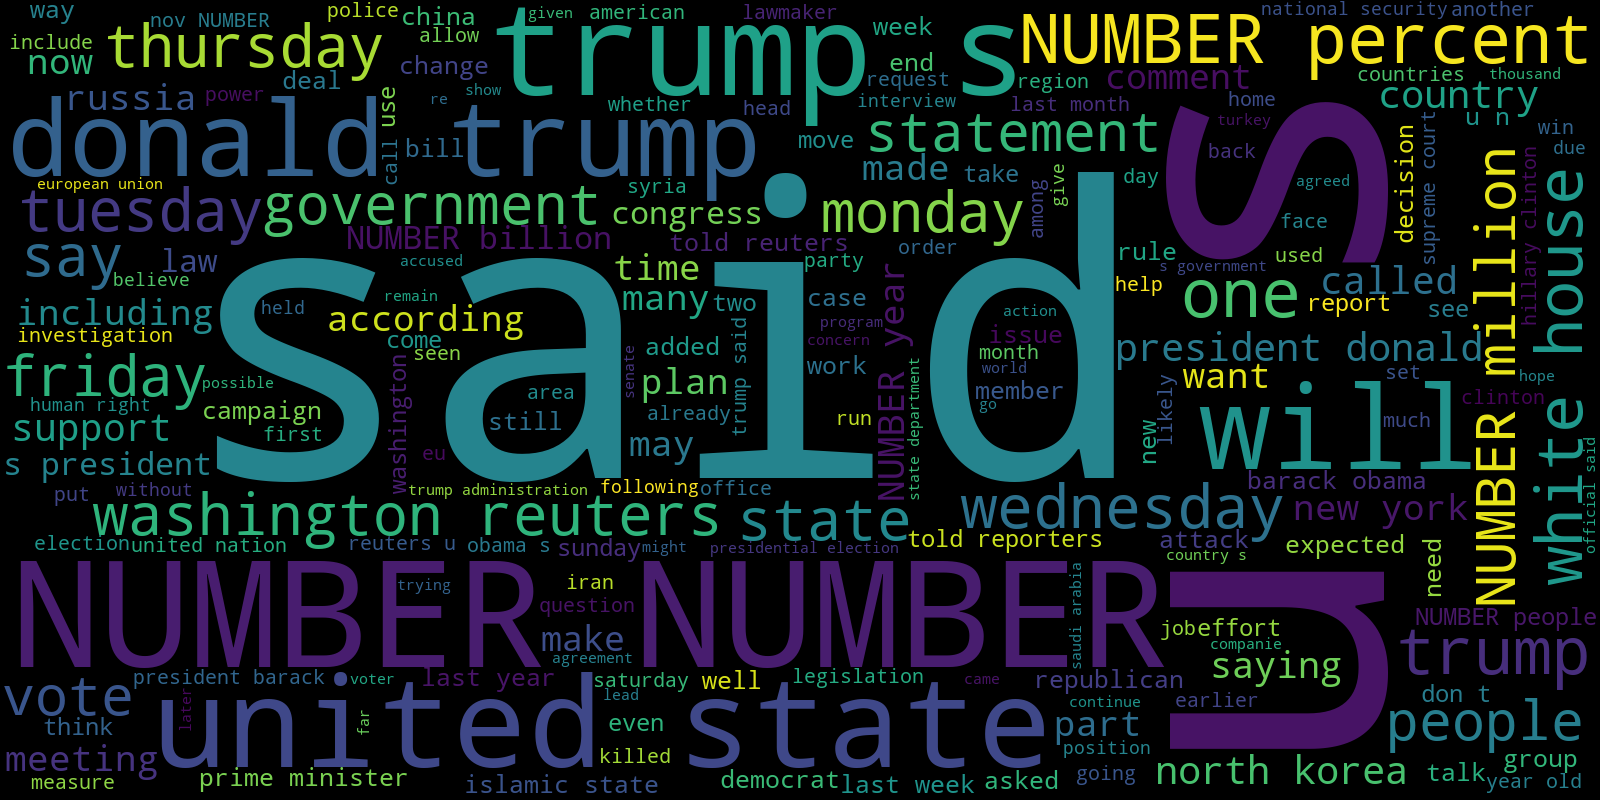 way
nov NUMBER
police
china
given
american
lawmaker
week
national security
another
include
now
thursday
allow
trump s
NUMBER percent
end
deal
change
request
region
comment
countries
thousand
russia
power
use
re
show
whether
head
interview
last month
home
country
donald trump
call
bill
move
statement
u s
turkey
back
u n
win
due
european union
syria
made
take
give
day
agreed
decision
supreme court
tuesday
government
congress
monday
among
face
million
NUMBER million
white house
say
law
NUMBER billion
told reuters
order
rule
used
hillary clinton
believe
accused
time
party
s government
called
including
held
remain
many
two
case
help
one
report
see
investigation
according
come
seen
added
trump said
program
concern
NUMBER year
action
issue
president donald
friday
possible
said
plan
work
month
world
member
want
set
hope
human right
campaign
area
senate
already
run
state department
go
likely
will
clinton
support
first
still
may
new
much
s president
washington
eu
put
without
trump administration
following
office
barack obama
official said
washington reuters
state
wednesday
new york
election
united nation
reuters u
obama s
sunday
might
presidential election
told reporters
attack
country s
expected
need
NUMBER NUMBER
trying
iran
question
saudi arabia
make
agreement
job
effort
companie
NUMBER people
saying
trump
president barack
voter
last year
saturday
well
legislation
came
republican
vote
later
united state
far
lead
even
continue
earlier
don t
think
part
people
meeting
killed
position
measure
prime minister
islamic state
democrat
last week
asked
going
north korea
talk
group
year old